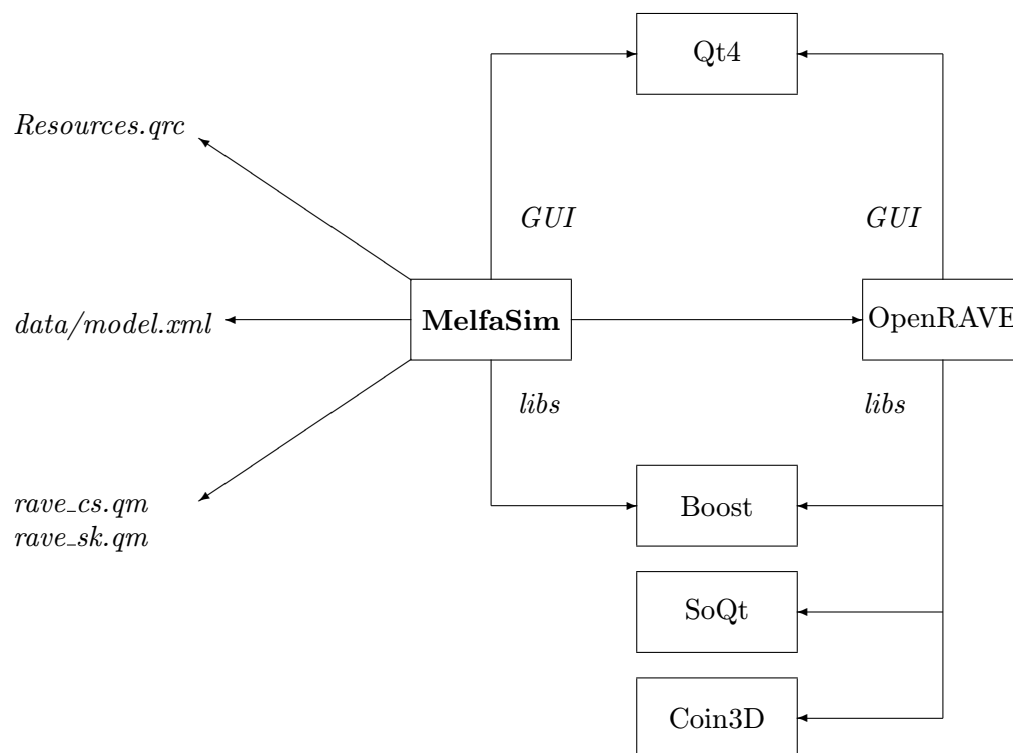 Qt4
Resources.qrc
GUI
GUI
data/model.xml
MelfaSim
OpenRAVE
libs
libs
rave_cs.qm
rave_sk.qm
Boost
SoQt
Coin3D